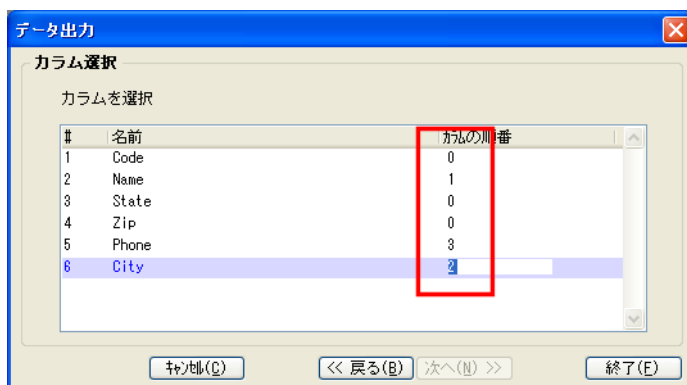 データ出力
カラム選択
カラムを選択
# 名前 ｶﾗﾑの順番
1 Code 0
2 Name 1
3 State 0
4 Zip 0
5 Phone 3
6 City 2
ｷｬﾝｾﾙ(C) << 戻る(B) 次へ(N) >> 終了(F)